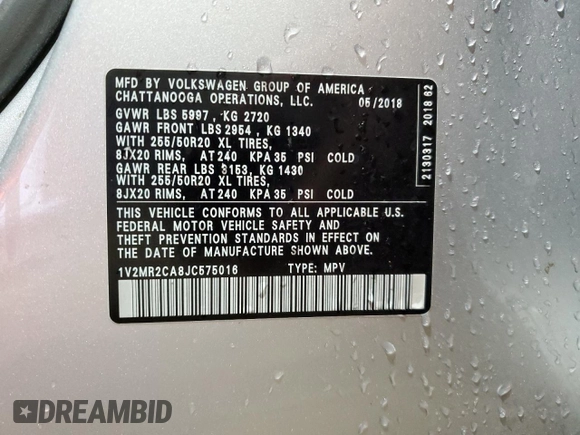 MFD BY VOLKSWAGEN GROUP OF AMERICA
CHATTANOOGA OPERATIONS, LLC. 05/2018
GVWR LBS 5997 , KG 2720
GAWR FRONT LBS 2954 , KG 1340
WITH 255/50R20 XL TIRES,
8JX20 RIMS, AT 240 KPA 35 PSI COLD
GAWR REAR LBS 3153, KG 1430
WITH 255/50R20 XL TIRES,
8JX20 RIMS, AT 240 KPA 35 PSI COLD
THIS VEHICLE CONFORMS TO ALL APPLICABLE U.S.
FEDERAL MOTOR VEHICLE SAFETY AND
THEFT PREVENTION STANDARDS IN EFFECT ON
THE DATE OF MANUFACTURE SHOWN ABOVE.
1V2MR2CA8JC575016 TYPE: MPV
2130317 2018 62
DREAMBID